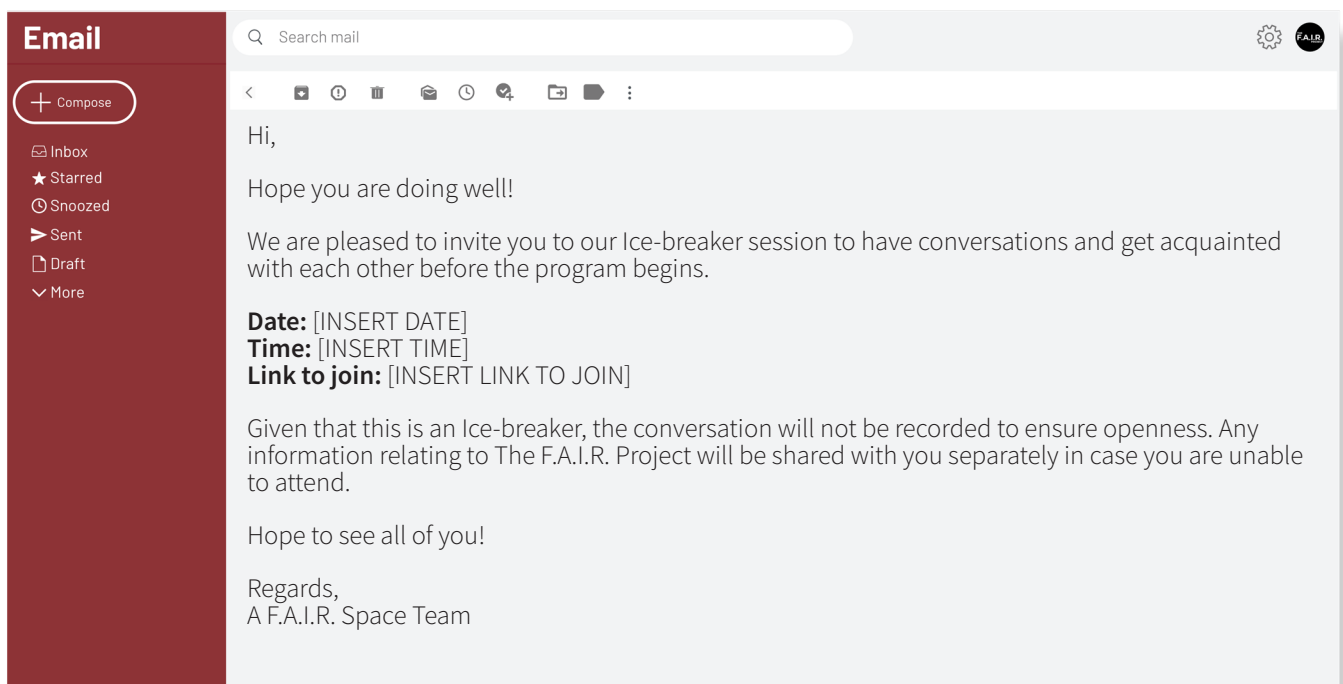 Email
Search mail
F.A.I.R.
Compose
Inbox
Starred
Snoozed
Sent
Draft
More
Hi,
Hope you are doing well!
We are pleased to invite you to our Ice-breaker session to have conversations and get acquainted
with each other before the program begins.
Date: [INSERT DATE]
Time: [INSERT TIME]
Link to join: [INSERT LINK TO JOIN]
Given that this is an Ice-breaker, the conversation will not be recorded to ensure openness. Any
information relating to The F.A.I.R. Project will be shared with you separately in case you are unable
to attend.
Hope to see all of you!
Regards,
A F.A.I.R. Space Team